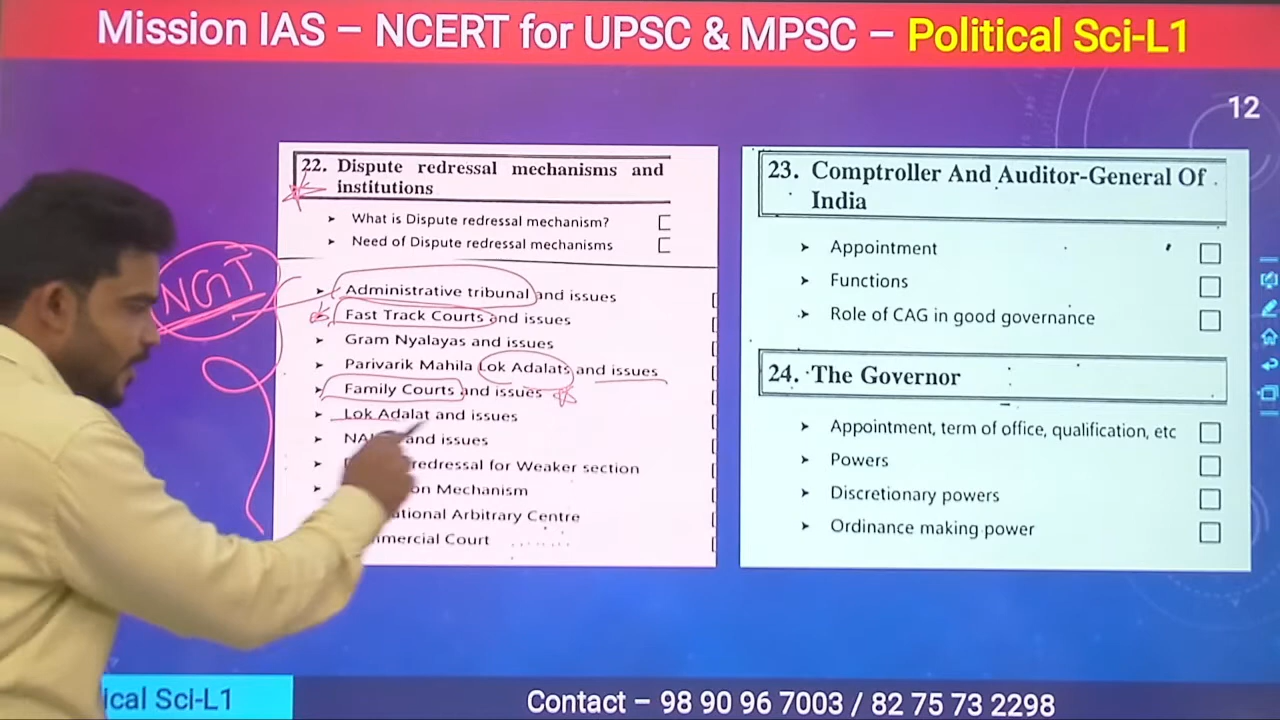 Mission IAS – NCERT for UPSC & MPSC – Political Sci-L1
12
22. Dispute redressal mechanisms and
institutions
➤ What is Dispute redressal mechanism?
➤ Need of Dispute redressal mechanisms
NGT
➤ Administrative tribunal and issues
➤ Fast Track Courts and issues
➤ Gram Nyalayas and issues
➤ Parivarik Mahila Lok Adalats and issues
➤ Family Courts and issues
➤ Lok Adalat and issues
➤ and issues
➤ redressal for Weaker section
➤ Mechanism
Arbitrary Centre
Court
23. Comptroller And Auditor-General Of
India
➤ Appointment
➤ Functions
➤ Role of CAG in good governance
24. The Governor
➤ Appointment, term of office, qualification, etc
➤ Powers
➤ Discretionary powers
➤ Ordinance making power
ical Sci-L1
Contact – 98 90 96 7003 / 82 75 73 2298